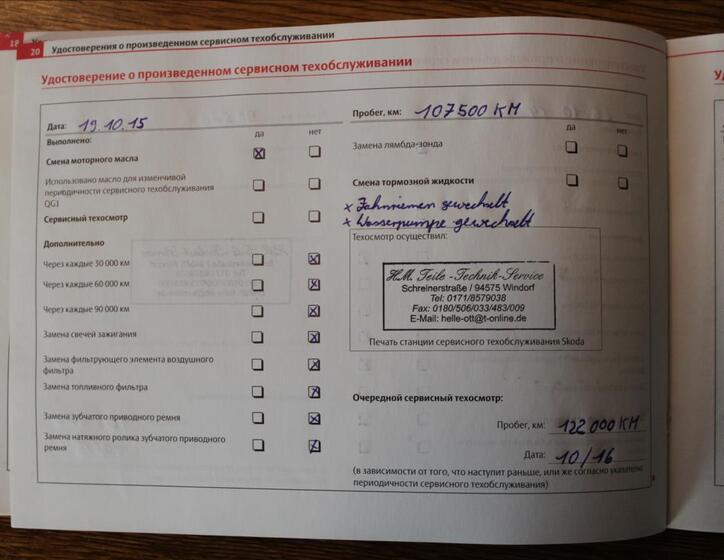 19
20 Удостоверения о произведенном сервисном техобслуживании
Удостоверение о произведенном сервисном техобслуживании
Дата: 19.10.15
Выполнено:
да нет
Смена моторного масла
Использовано масло для изменчивой
периодичности сервисного техобслуживания
QG1
Сервисный техосмотр
Дополнительно
Через каждые 30 000 км
Через каждые 60 000 км
Через каждые 90 000 км
Замена свечей зажигания
Замена фильтрующего элемента воздушного
фильтра
Замена топливного фильтра
Замена зубчатого приводного ремня
Замена натяжного ролика зубчатого приводного
ремня
Пробег, км: 107500 KM
да нет
Замена лямбда-зонда
Смена тормозной жидкости
x Zahnriemen gewechselt
x Wasserpumpe gewechselt
Техосмотр осуществил:
H.M. Teile-Technik-Service
Schreinerstraße / 94575 Windorf
Tel: 0171/8579038
Fax: 0180/506/033/483/009
E-Mail: helle-ott@t-online.de
Печать станции сервисного техобслуживания Skoda
Очередной сервисный техосмотр:
Пробег, км: 122 000 KM
Дата: 10/16
(в зависимости от того, что наступит раньше, или же согласно указателю
периодичности сервисного техобслуживания)